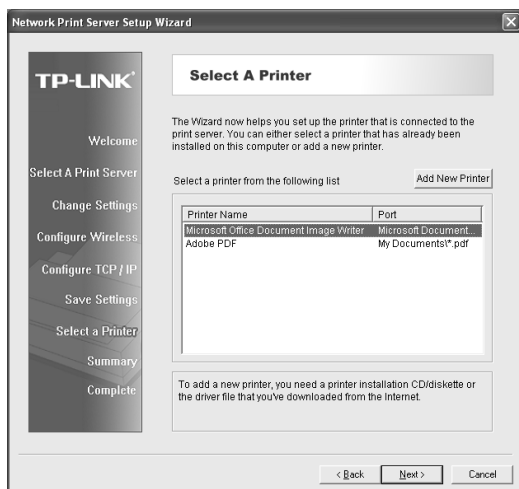 Network Print Server Setup Wizard
TP-LINK
Select A Printer
Welcome
Select A Print Server
Change Settings
Configure Wireless
Configure TCP / IP
Save Settings
Select a Printer
Summary
Complete
The Wizard now helps you set up the printer that is connected to the
print server. You can either select a printer that has already been
installed on this computer or add a new printer.
Select a printer from the following list
Add New Printer
Printer Name Port
Microsoft Office Document Image Writer Microsoft Document...
Adobe PDF My Documents\*.pdf
To add a new printer, you need a printer installation CD/diskette or
the driver file that you've downloaded from the Internet.
< Back Next > Cancel